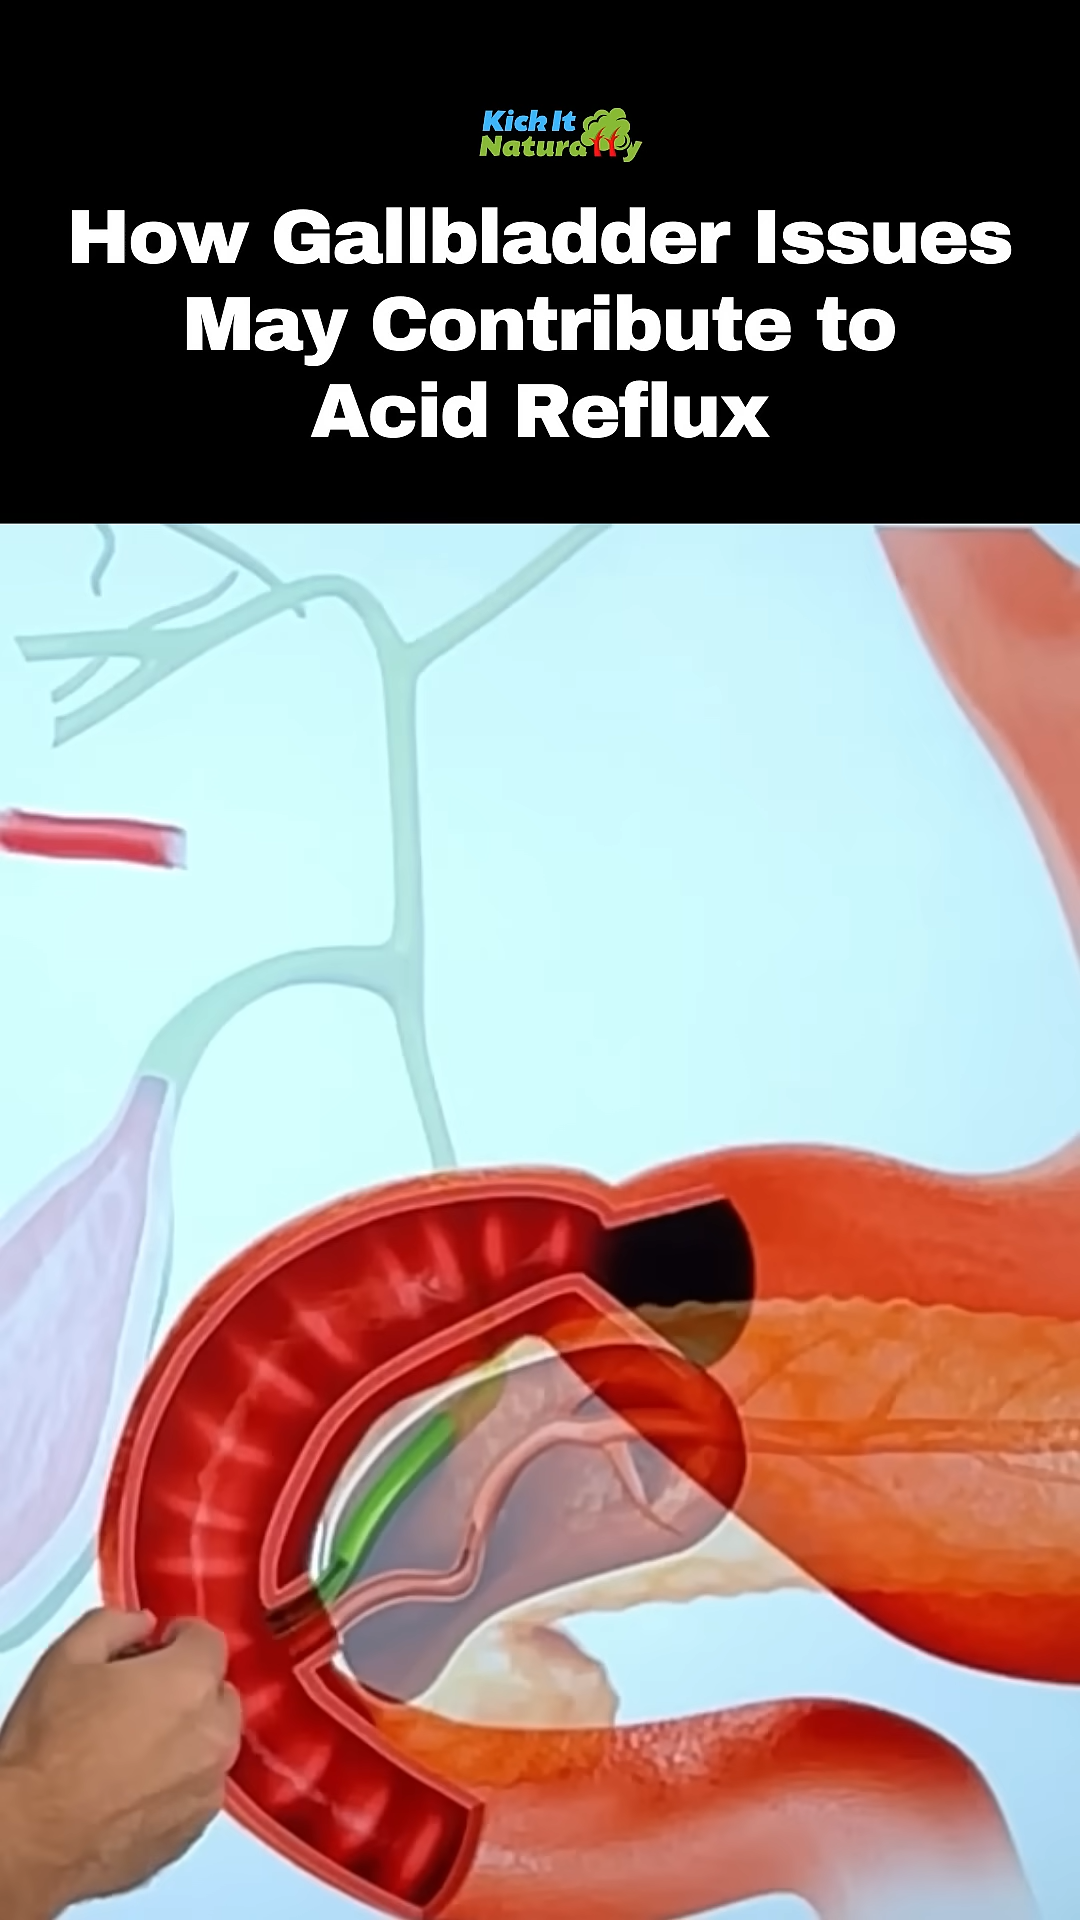 Kick It
Naturally
How Gallbladder Issues
May Contribute to
Acid Reflux